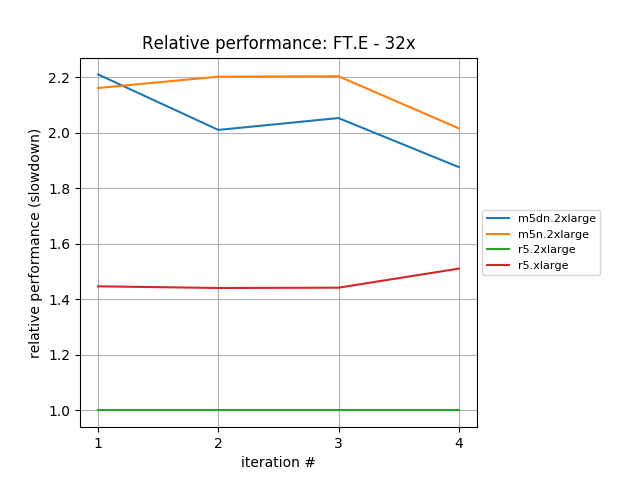 Relative performance: FT.E - 32x
relative performance (slowdown)
2.2
2.0
1.8
1.6
1.4
1.2
1.0
1 2 3 4
iteration #
m5dn.2xlarge
m5n.2xlarge
r5.2xlarge
r5.xlarge